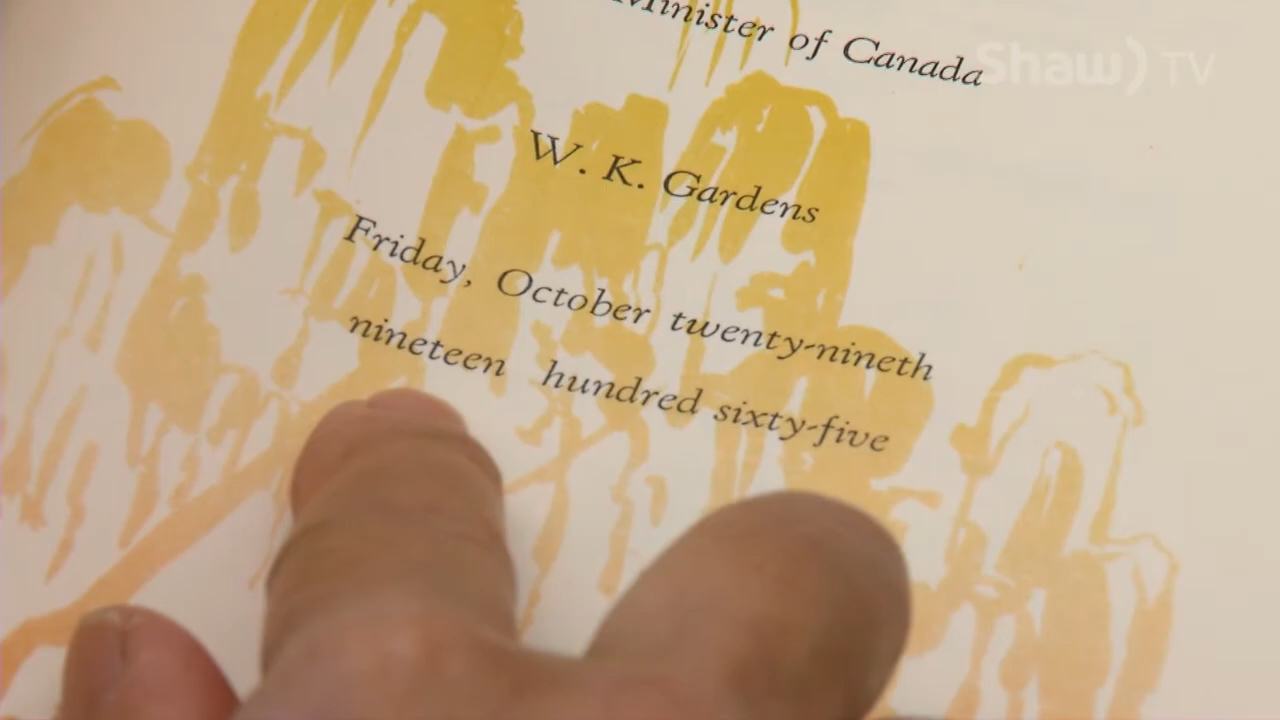 Minister of Canada
Shaw) TV
W. K. Gardens
Friday, October twenty-nineth
nineteen hundred sixty-five